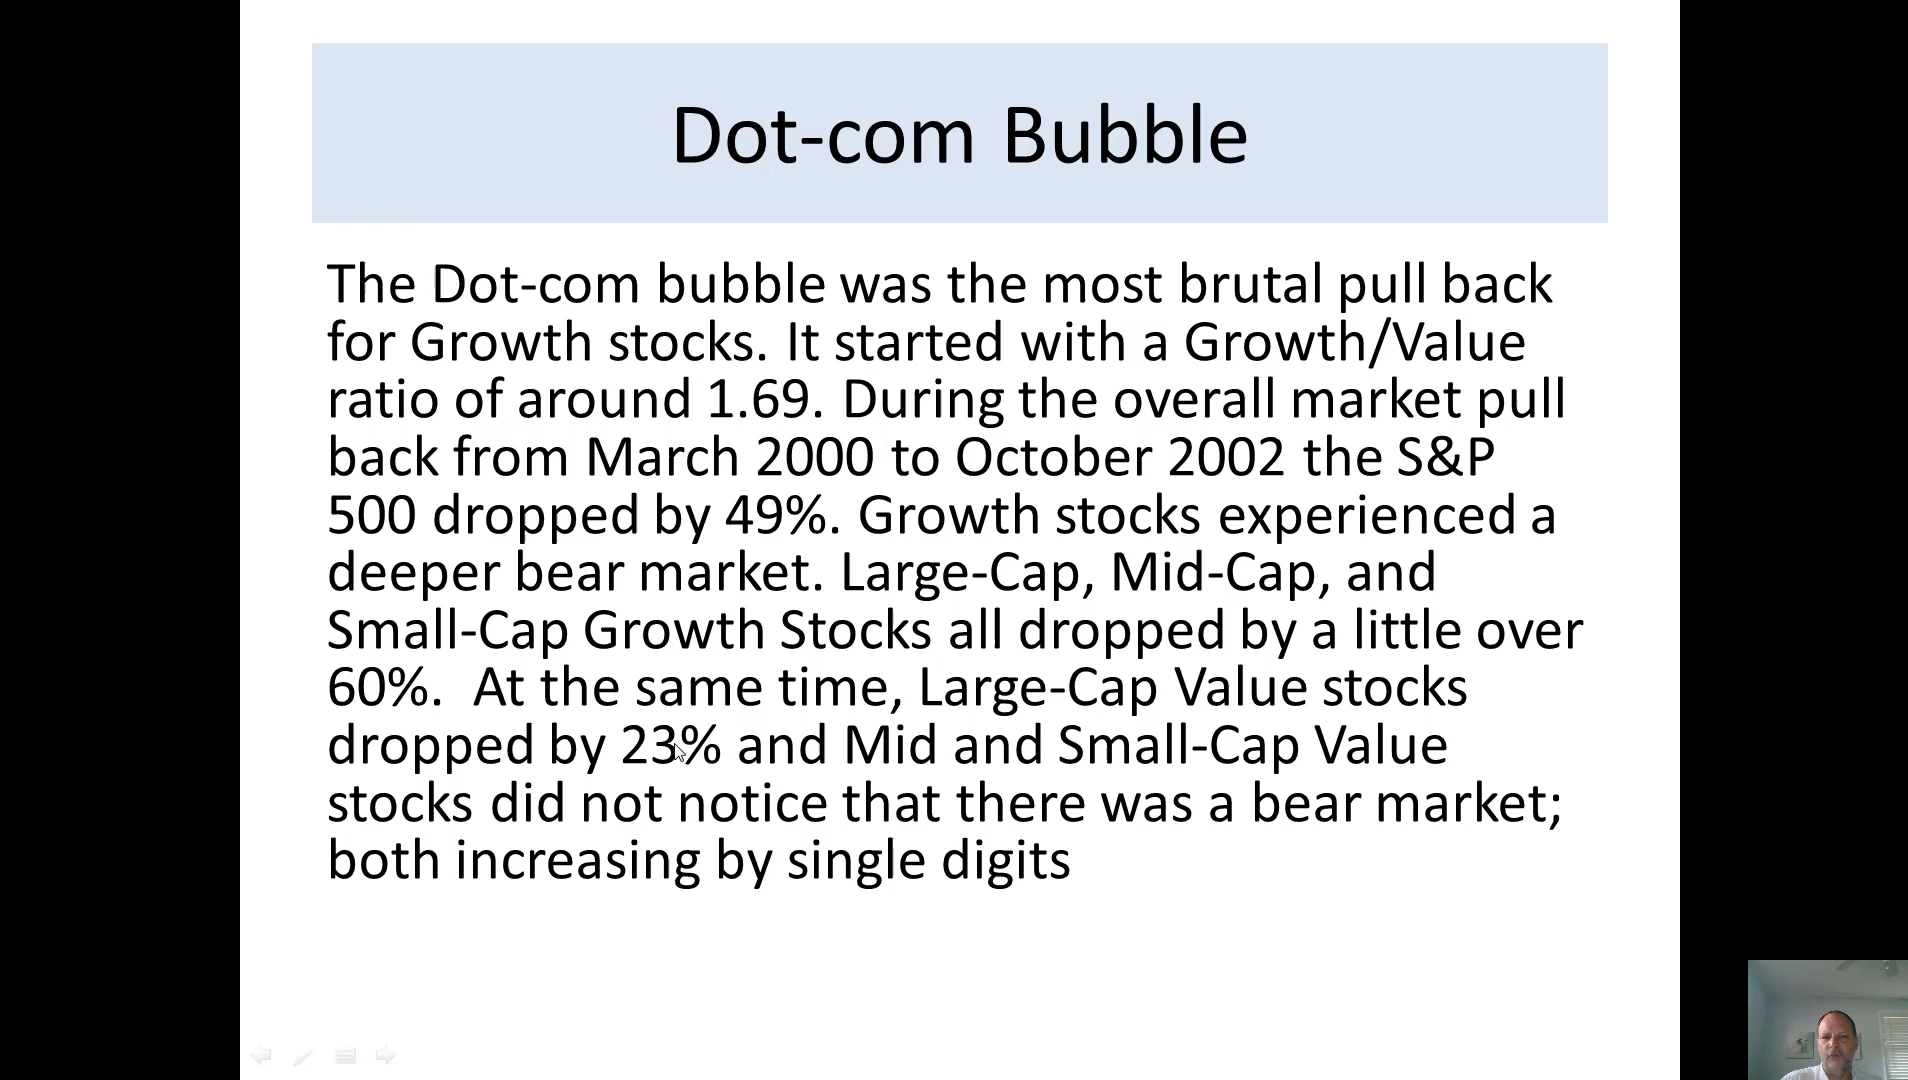 Dot-com Bubble
The Dot-com bubble was the most brutal pull back
for Growth stocks. It started with a Growth/Value
ratio of around 1.69. During the overall market pull
back from March 2000 to October 2002 the S&P
500 dropped by 49%. Growth stocks experienced a
deeper bear market. Large-Cap, Mid-Cap, and
Small-Cap Growth Stocks all dropped by a little over
60%.  At the same time, Large-Cap Value stocks
dropped by 23% and Mid and Small-Cap Value
stocks did not notice that there was a bear market;
both increasing by single digits